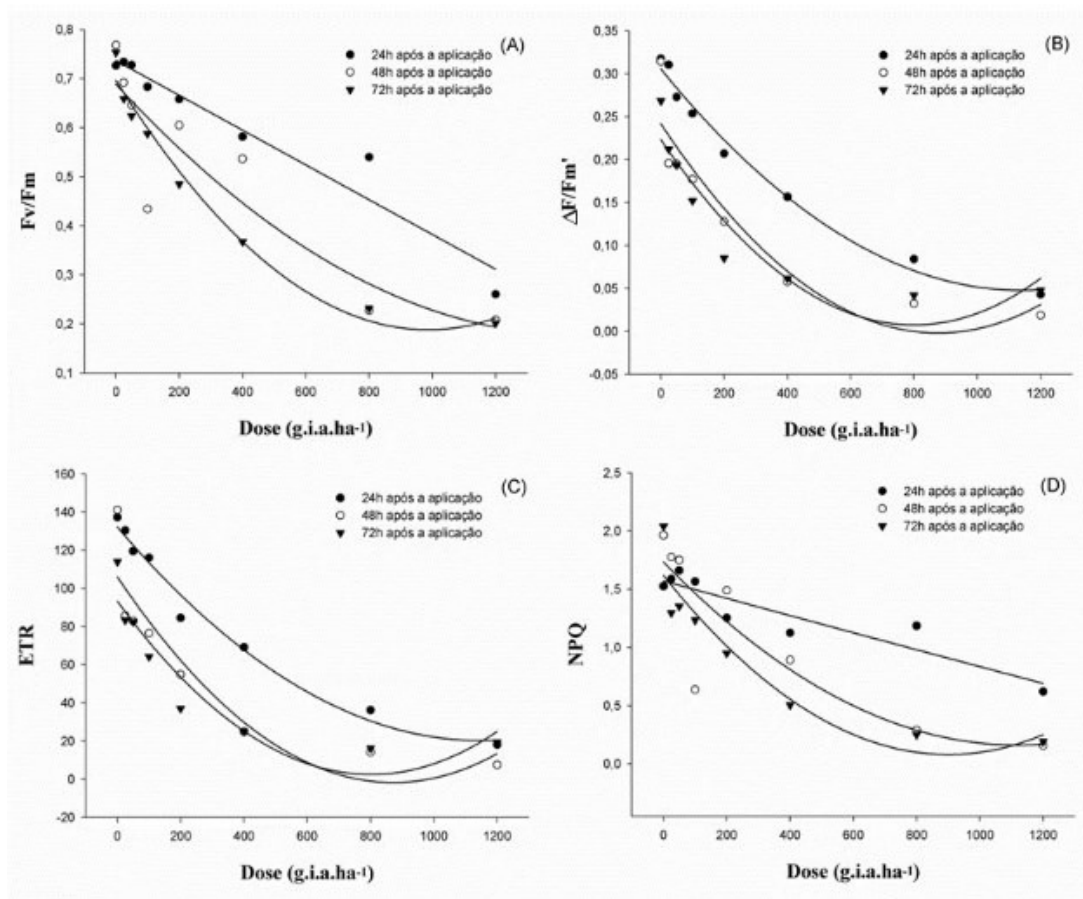 (A)
24h após a aplicação
48h após a aplicação
72h após a aplicação
Fv/Fm
0,8
0,7
0,6
0,5
0,4
0,3
0,2
0,1
0 200 400 600 800 1000 1200
Dose (g.i.a.ha-1)
(B)
24h após a aplicação
48h após a aplicação
72h após a aplicação
ΔF/Fm'
0,35
0,30
0,25
0,20
0,15
0,10
0,05
0,00
-0,05
0 200 400 600 800 1000 1200
Dose (g.i.a.ha-1)
(C)
24h após a aplicação
48h após a aplicação
72h após a aplicação
ETR
160
140
120
100
80
60
40
20
0
-20
0 200 400 600 800 1000 1200
Dose (g.i.a.ha-1)
(D)
24h após a aplicação
48h após a aplicação
72h após a aplicação
NPQ
2,5
2,0
1,5
1,0
0,5
0,0
0 200 400 600 800 1000 1200
Dose (g.i.a.ha-1)